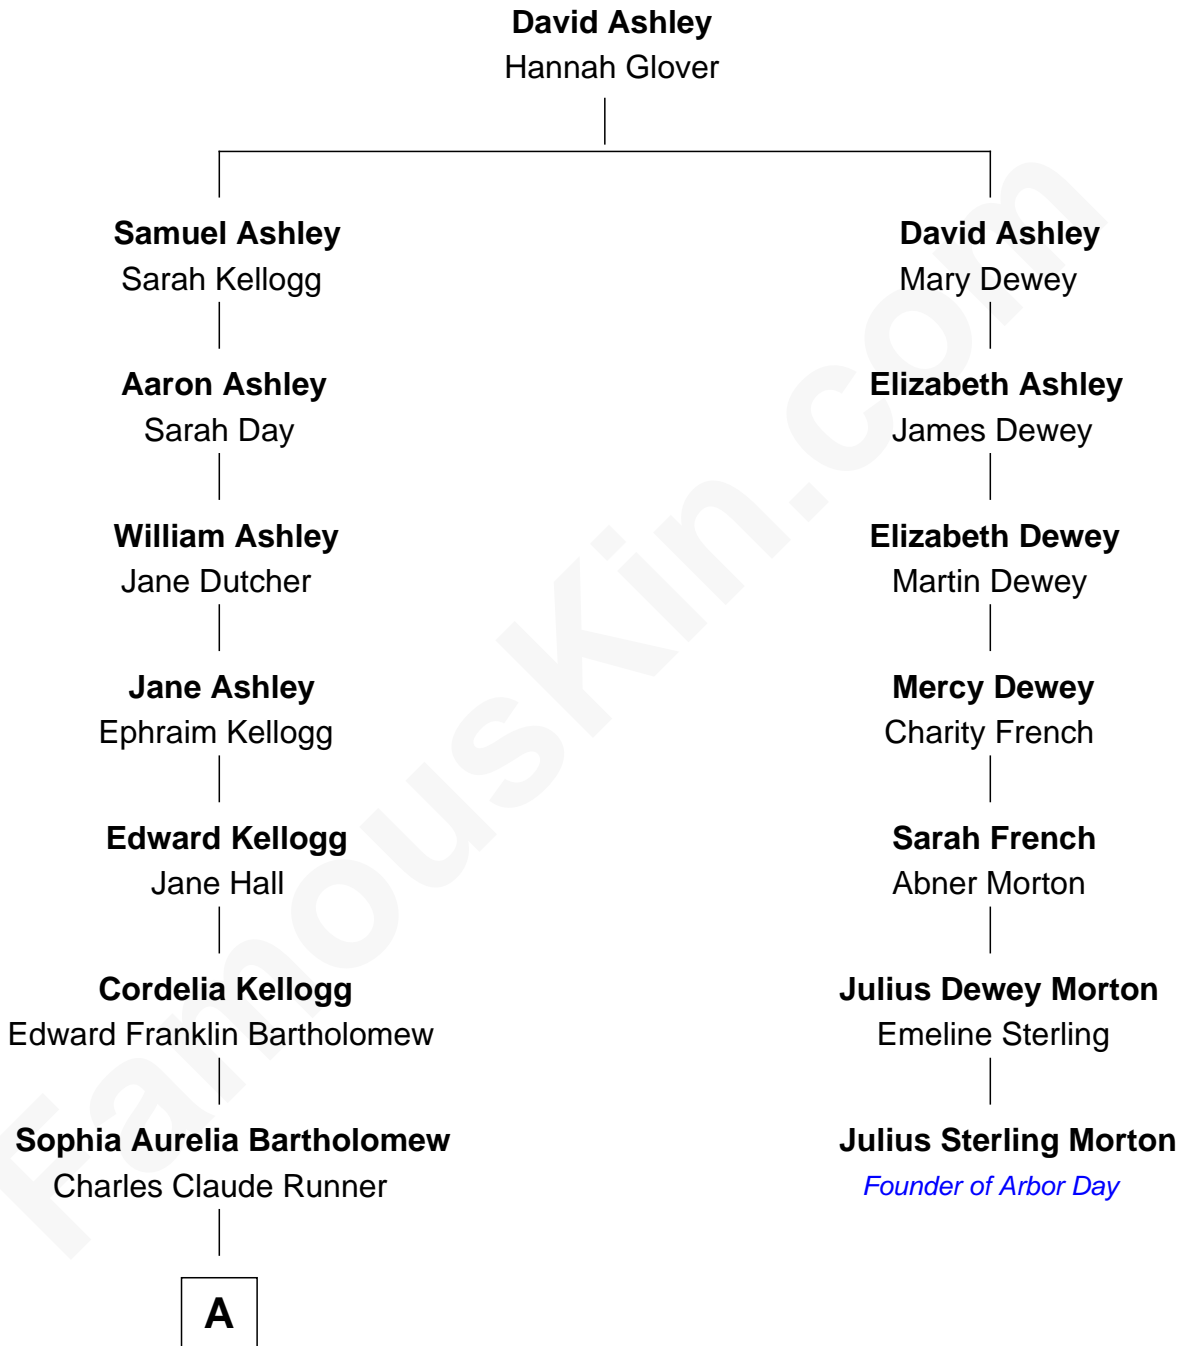 David Ashley
Hannah Glover
Samuel Ashley
Sarah Kellogg
David Ashley
Mary Dewey
Aaron Ashley
Sarah Day
Elizabeth Ashley
James Dewey
William Ashley
Jane Dutcher
Elizabeth Dewey
Martin Dewey
Jane Ashley
Ephraim Kellogg
Mercy Dewey
Charity French
Edward Kellogg
Jane Hall
Sarah French
Abner Morton
Cordelia Kellogg
Edward Franklin Bartholomew
Julius Dewey Morton
Emeline Sterling
Sophia Aurelia Bartholomew
Charles Claude Runner
Julius Sterling Morton
Founder of Arbor Day
A
FamousKin.com